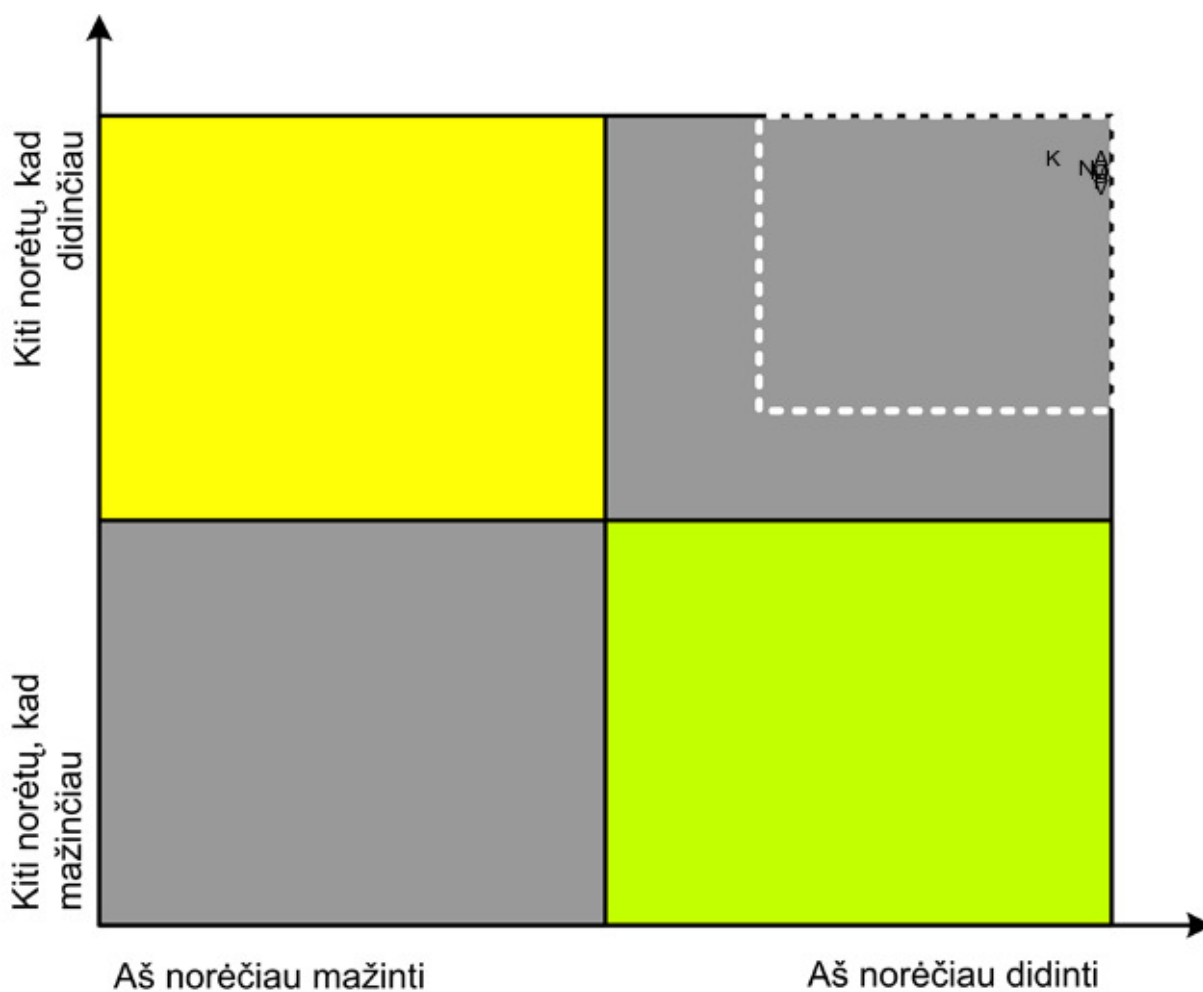 Kiti norėtų, kad
didinčiau
K
A
N
V
Kiti norėtų, kad
mažinčiau
Aš norėčiau mažinti
Aš norėčiau didinti